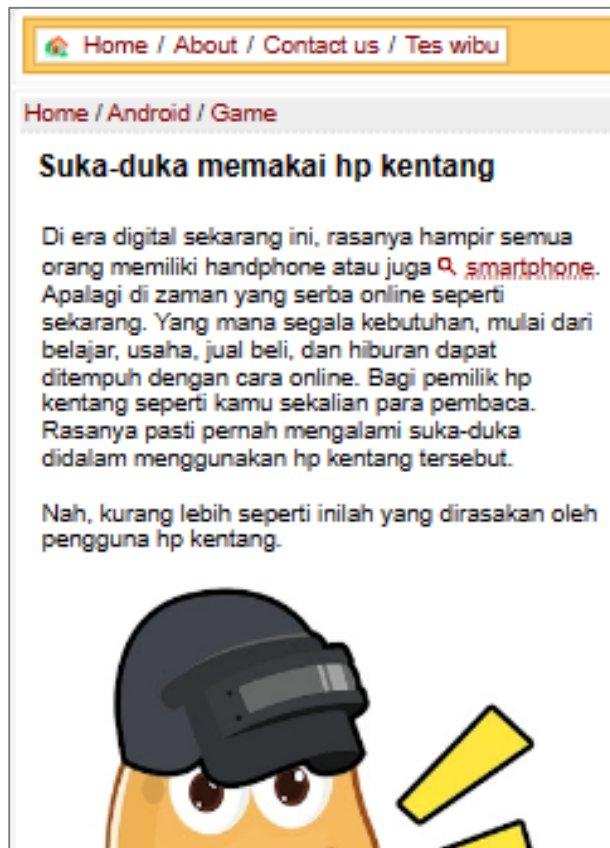 Home / About / Contact us / Tes wibu
Home / Android / Game
Suka-duka memakai hp kentang
Di era digital sekarang ini, rasanya hampir semua
orang memiliki handphone atau juga smartphone.
Apalagi di zaman yang serba online seperti
sekarang. Yang mana segala kebutuhan, mulai dari
belajar, usaha, jual beli, dan hiburan dapat
ditempuh dengan cara online. Bagi pemilik hp
kentang seperti kamu sekalian para pembaca.
Rasanya pasti pernah mengalami suka-duka
didalam menggunakan hp kentang tersebut.
Nah, kurang lebih seperti inilah yang dirasakan oleh
pengguna hp kentang.